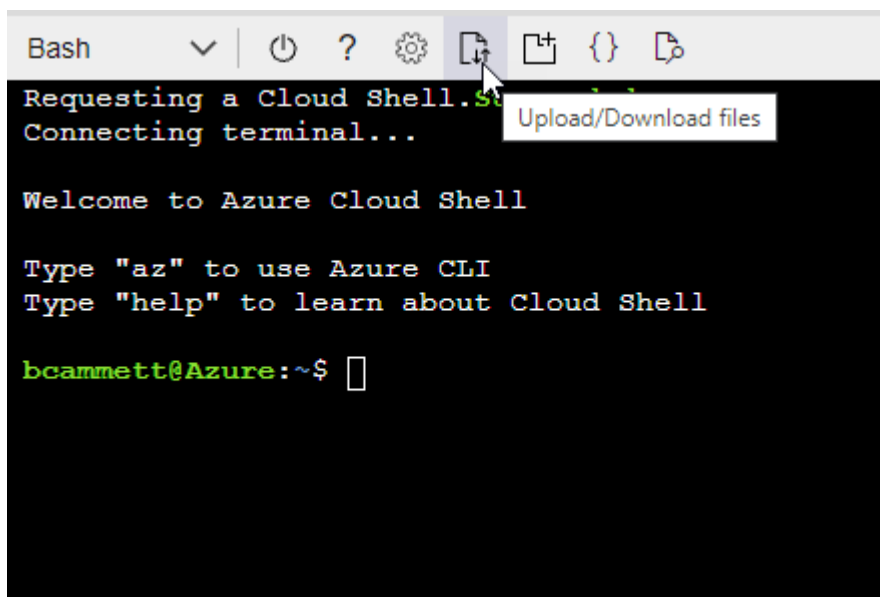 Bash
?
{}
Requesting a Cloud Shell.
Connecting terminal...
Upload/Download files
Welcome to Azure Cloud Shell
Type "az" to use Azure CLI
Type "help" to learn about Cloud Shell
bcammett@Azure:~$